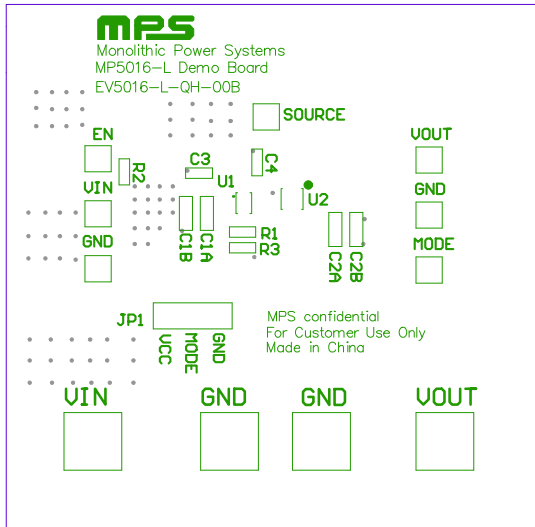 mps
Monolithic Power Systems
MP5016-L Demo Board
EV5016-L-QH-00B
SOURCE
EN
VOUT
C3
C4
R2
U1
VIN
U2
GND
R1
GND
MODE
R3
C1B
C1A
C2A
C2B
JP1
MPS confidential
For Customer Use Only
Made in China
VCC
MODE
GND
VIN
GND
GND
VOUT